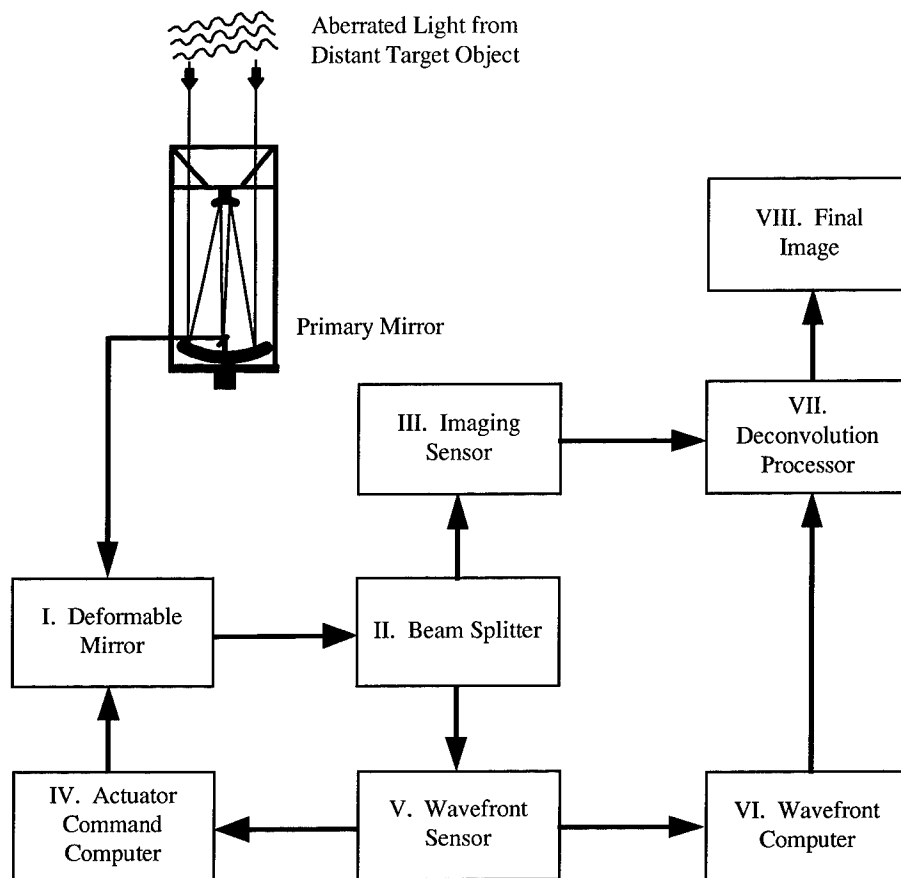 Aberrated Light from
Distant Target Object
Primary Mirror
VIII. Final
Image
III. Imaging
Sensor
VII.
Deconvolution
Processor
I. Deformable
Mirror
II. Beam Splitter
IV. Actuator
Command
Computer
V. Wavefront
Sensor
VI. Wavefront
Computer